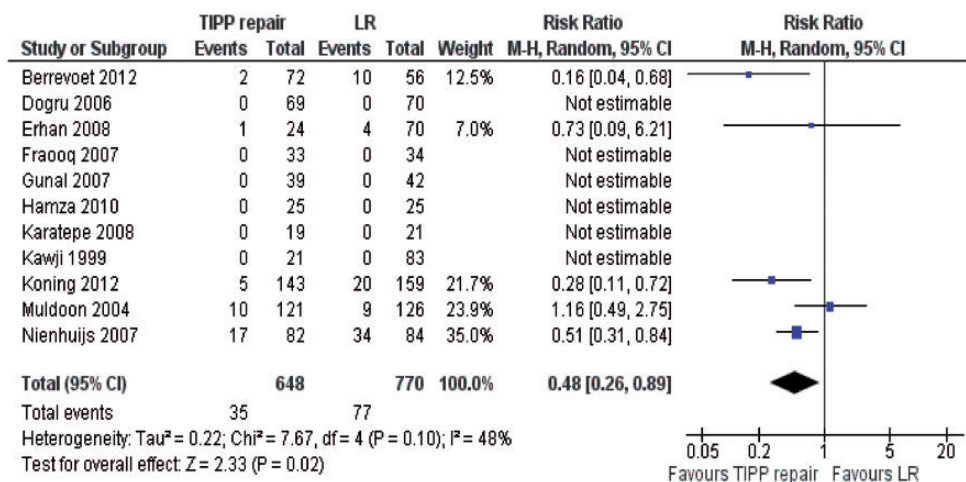 TIPP repair LR Risk Ratio Risk Ratio
Study or Subgroup Events Total Events Total Weight M-H, Random, 95% CI M-H, Random, 95% CI
Berrevoet 2012 2 72 10 56 12.5% 0.16 [0.04, 0.68]
Dogru 2006 0 69 0 70 Not estimable
Erhan 2008 1 24 4 70 7.0% 0.73 [0.09, 6.21]
Fraooq 2007 0 33 0 34 Not estimable
Gunal 2007 0 39 0 42 Not estimable
Hamza 2010 0 25 0 25 Not estimable
Karatepe 2008 0 19 0 21 Not estimable
Kawji 1999 0 21 0 83 Not estimable
Koning 2012 5 143 20 159 21.7% 0.28 [0.11, 0.72]
Muldoon 2004 10 121 9 126 23.9% 1.16 [0.49, 2.75]
Nienhuijs 2007 17 82 34 84 35.0% 0.51 [0.31, 0.84]
Total (95% CI) 648 770 100.0% 0.48 [0.26, 0.89]
Total events 35 77
Heterogeneity: Tau² = 0.22; Chi² = 7.67, df = 4 (P = 0.10); I² = 48%
Test for overall effect: Z = 2.33 (P = 0.02)
0.05 0.2 1 5 20
Favours TIPP repair Favours LR